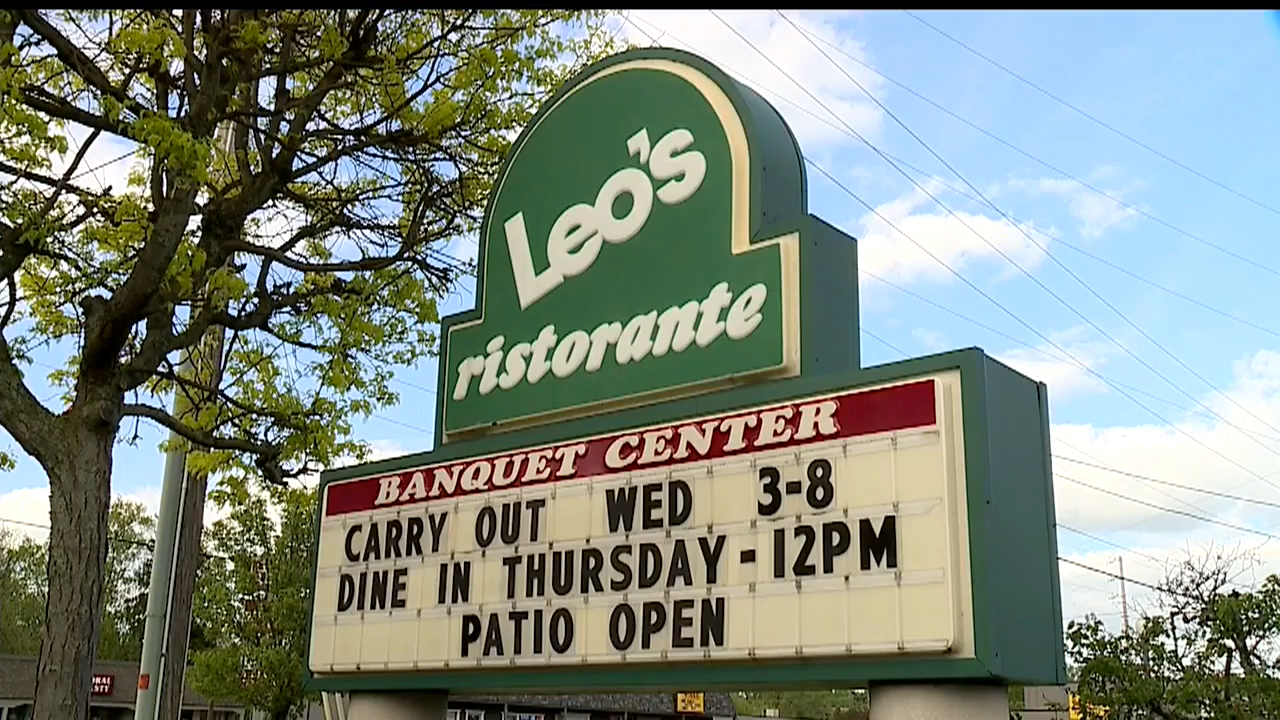 Leo's
ristorante
BANQUET CENTER
CARRY OUT WED 3-8
DINE IN THURSDAY - 12PM
PATIO OPEN